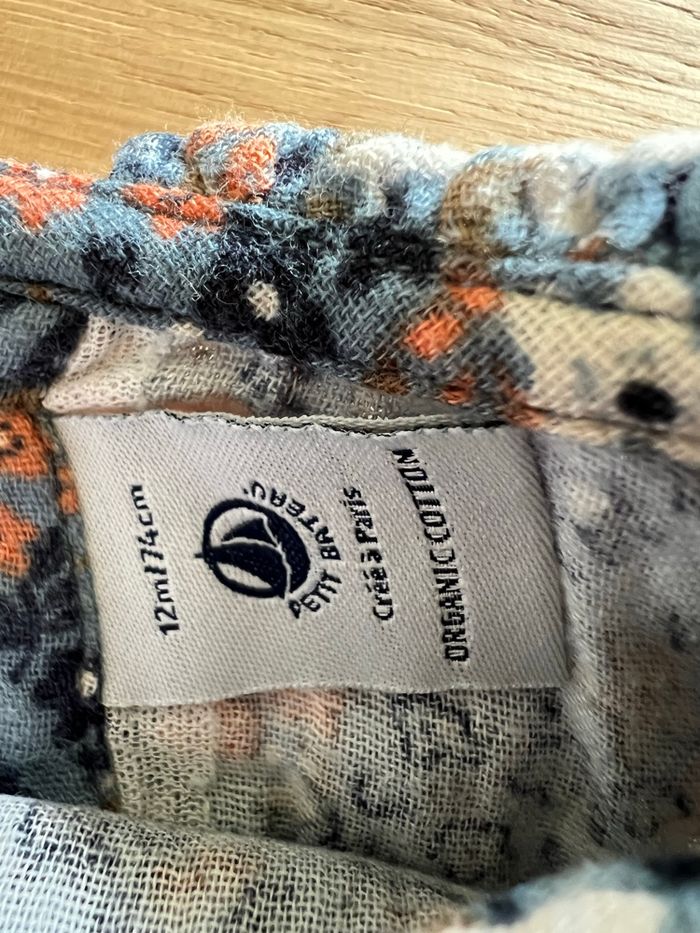 12m/74cm
PETIT BATEAU
Créé à Paris
ORGANIC COTTON